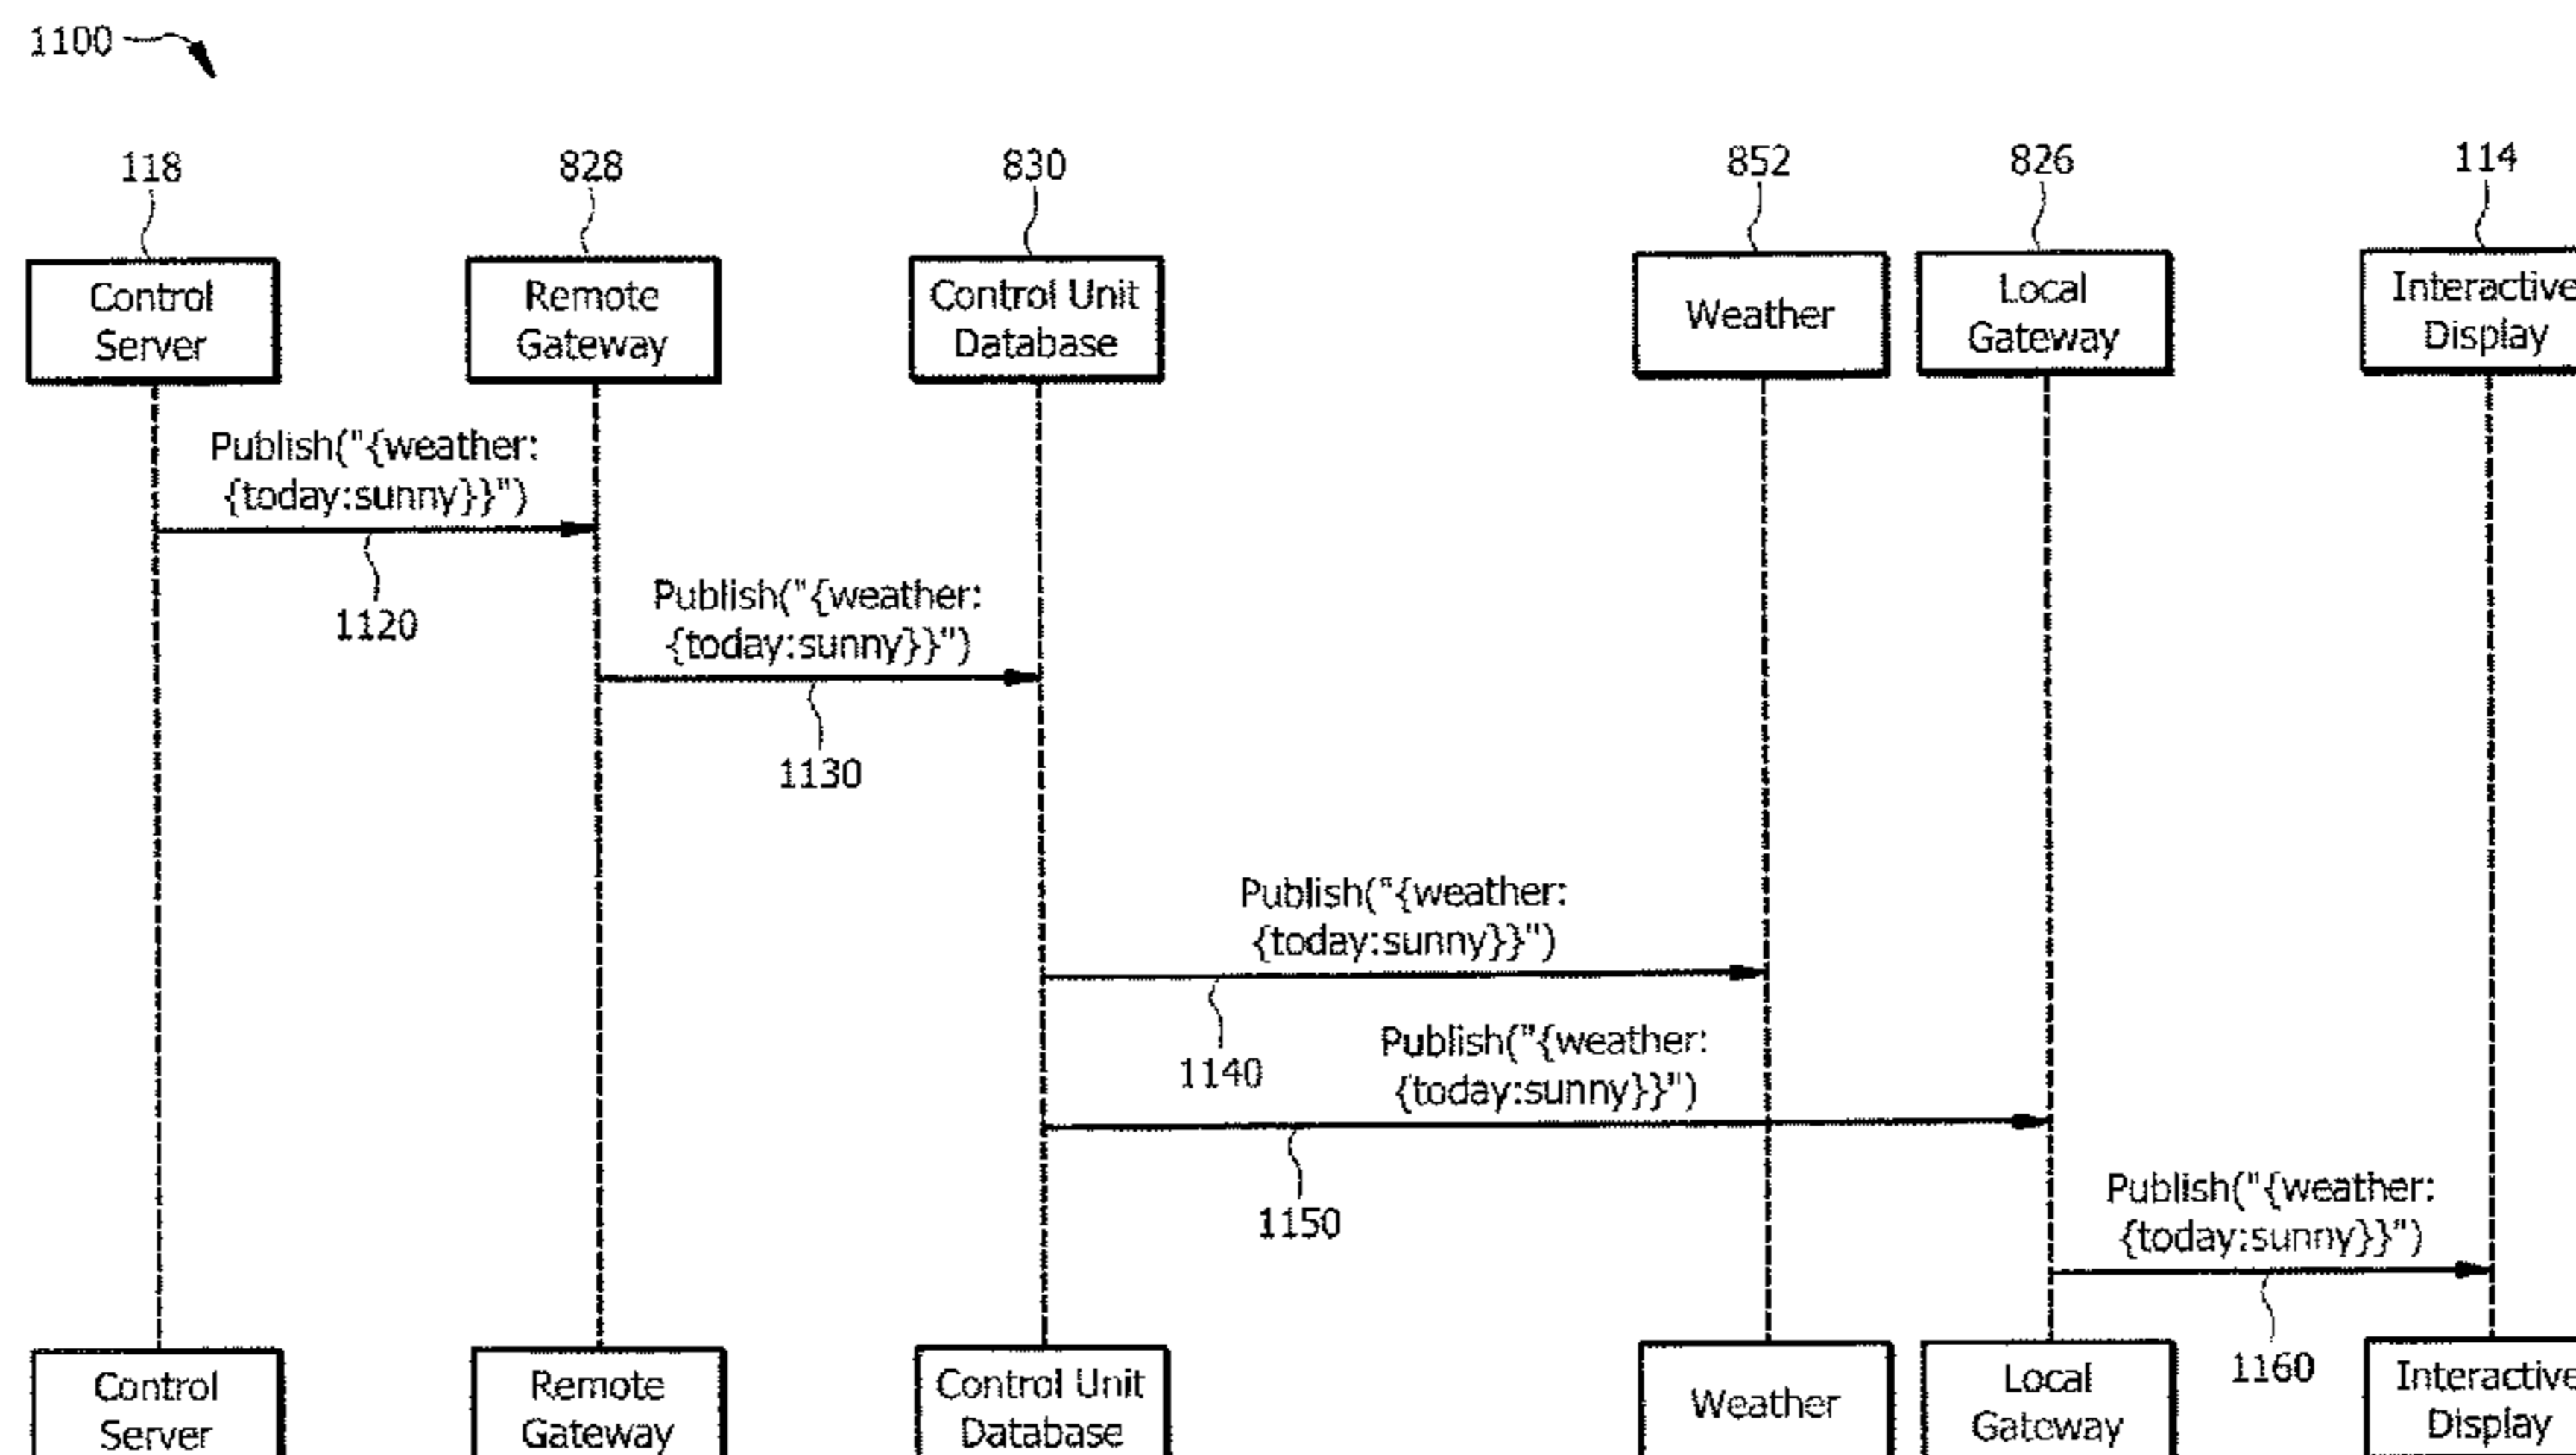 1100
118
828
830
852
826
114
Control
Server
Remote
Gateway
Control Unit
Database
Weather
Local
Gateway
Interactive
Display
Publish("{weather:
{today:sunny}}")
1120
Publish("{weather:
{today:sunny}}")
1130
Publish("{weather:
{today:sunny}}")
1140
Publish("{weather:
{today:sunny}}")
1150
Publish("{weather:
{today:sunny}}")
1160
Control
Server
Remote
Gateway
Control Unit
Database
Weather
Local
Gateway
Interactive
Display